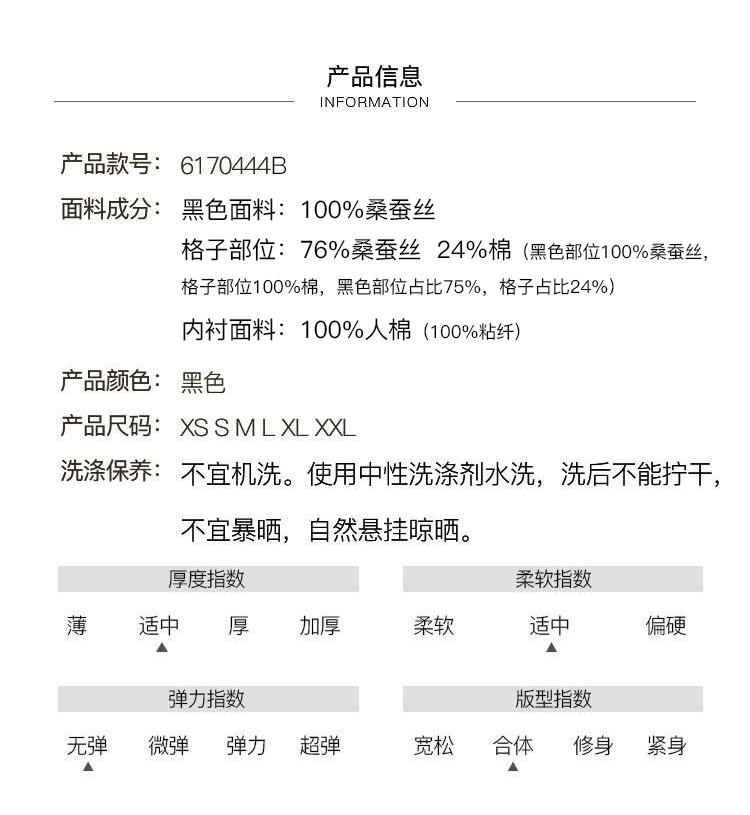 产品信息
INFORMATION
产品款号： 6170444B
面料成分： 黑色面料：100%桑蚕丝
格子部位：76%桑蚕丝 24%棉（黑色部位100%桑蚕丝，
格子部位100%棉，黑色部位占比75%，格子占比24%）
内衬面料：100%人棉（100%粘纤）
产品颜色： 黑色
产品尺码： XS S M L XL XXL
洗涤保养： 不宜机洗。使用中性洗涤剂水洗，洗后不能拧干，
不宜暴晒，自然悬挂晾晒。
厚度指数 柔软指数
薄 适中 厚 加厚 柔软 适中 偏硬
弹力指数 版型指数
无弹 微弹 弹力 超弹 宽松 合体 修身 紧身